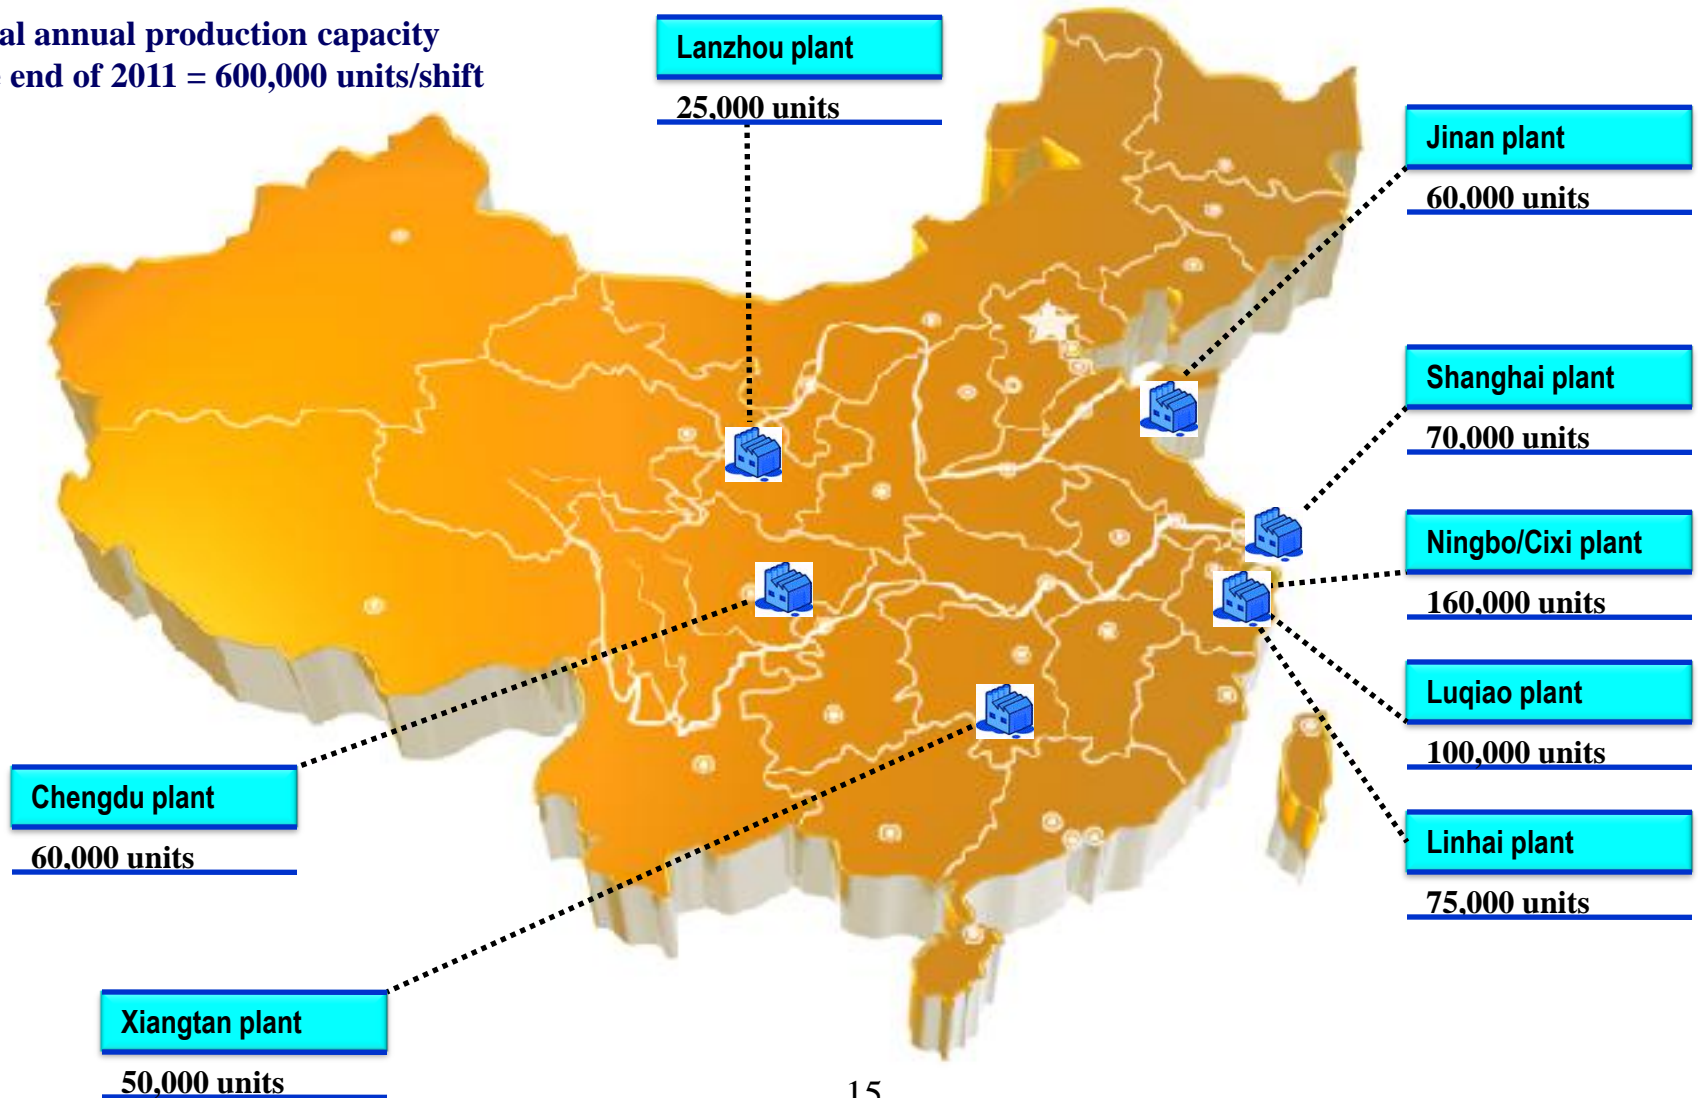 al annual production capacity
end of 2011 = 600,000 units/shift
Lanzhou plant
25,000 units
Jinan plant
60,000 units
Shanghai plant
70,000 units
Ningbo/Cixi plant
160,000 units
Luqiao plant
100,000 units
Linhai plant
75,000 units
Chengdu plant
60,000 units
Xiangtan plant
50,000 units
15